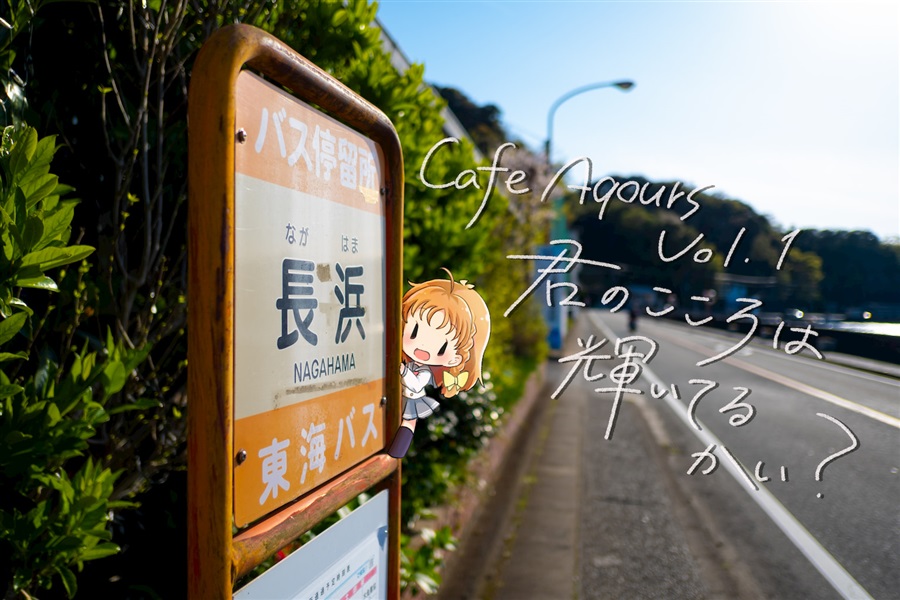 バス停留所
なが はま
長浜
NAGAHAMA
東海バス
Cafe Aqours
Vol.1
君のこころは
輝いてる
かい?